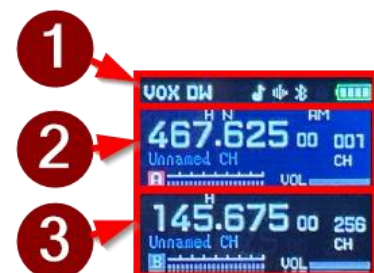 1
VOX DW
2
H N AM
467.625 00 001
Unnamed CH CH
A VOL
3
H
145.675 00 256
Unnamed CH CH
B VOL